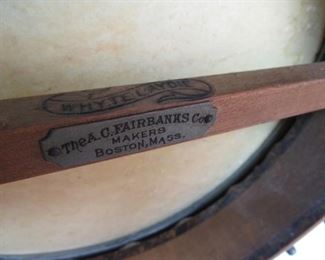 WHYTE LAYDIE
The A.C. FAIRBANKS Co.
MAKERS
BOSTON, MASS.